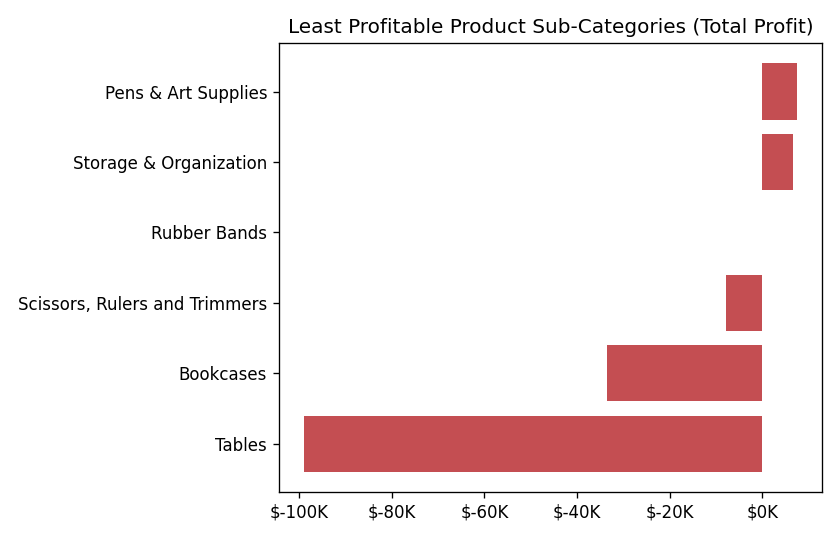 Least Profitable Product Sub-Categories (Total Profit)
Pens & Art Supplies
Storage & Organization
Rubber Bands
Scissors, Rulers and Trimmers
Bookcases
Tables
$-100K $-80K $-60K $-40K $-20K $0K